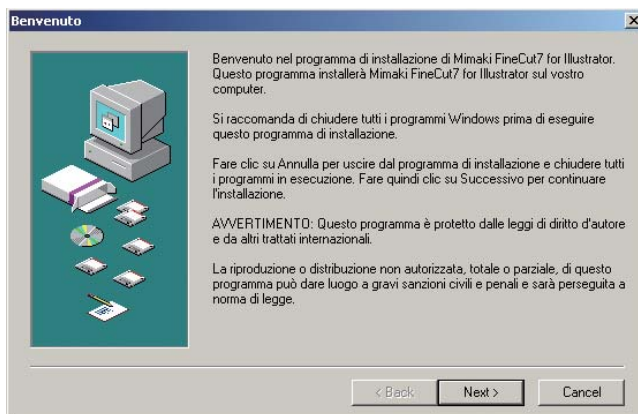 Benvenuto
Benvenuto nel programma di installazione di Mimaki FineCut7 for Illustrator.
Questo programma installerà Mimaki FineCut7 for Illustrator sul vostro
computer.
Si raccomanda di chiudere tutti i programmi Windows prima di eseguire
questo programma di installazione.
Fare clic su Annulla per uscire dal programma di installazione e chiudere tutti
i programmi in esecuzione. Fare quindi clic su Successivo per continuare
l'installazione.
AVVERTIMENTO: Questo programma è protetto dalle leggi di diritto d'autore
e da altri trattati internazionali.
La riproduzione o distribuzione non autorizzata, totale o parziale, di questo
programma può dare luogo a gravi sanzioni civili e penali e sarà perseguita a
norma di legge.
< Back
Next >
Cancel